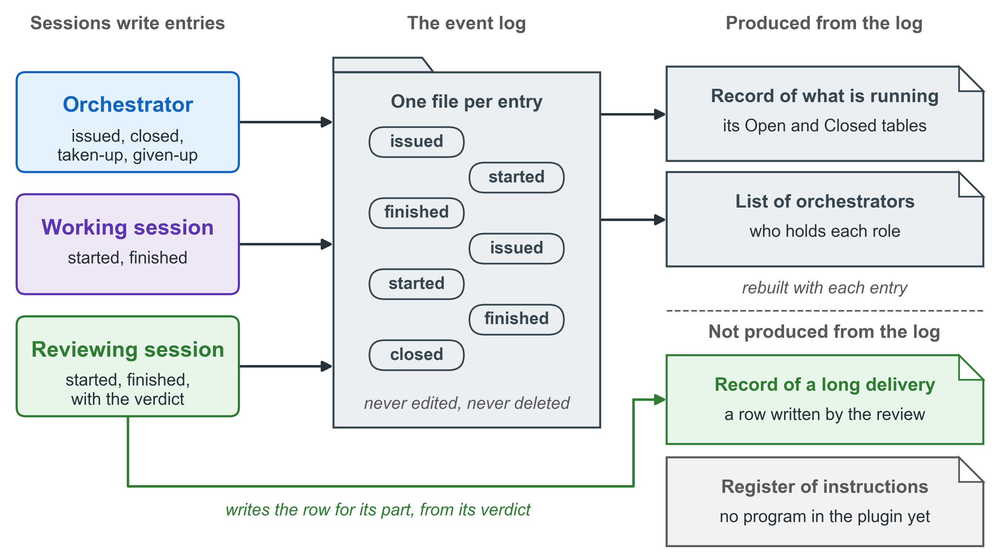 Sessions write entries
The event log
Produced from the log
Orchestrator
issued, closed,
taken-up, given-up
Working session
started, finished
Reviewing session
started, finished,
with the verdict
One file per entry
issued
started
finished
issued
started
finished
closed
never edited, never deleted
Record of what is running
its Open and Closed tables
List of orchestrators
who holds each role
rebuilt with each entry
Not produced from the log
Record of a long delivery
a row written by the review
Register of instructions
no program in the plugin yet
writes the row for its part, from its verdict